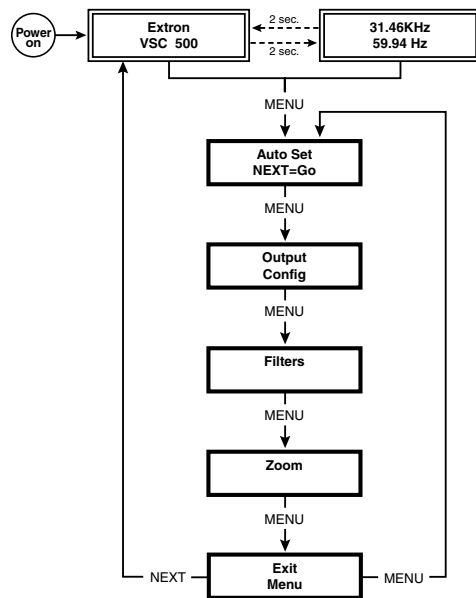 Power
on
Extron
VSC 500
2 sec.
2 sec.
31.46KHz
59.94 Hz
MENU
Auto Set
NEXT=Go
MENU
Output
Config
MENU
Filters
MENU
Zoom
MENU
NEXT
Exit
Menu
MENU